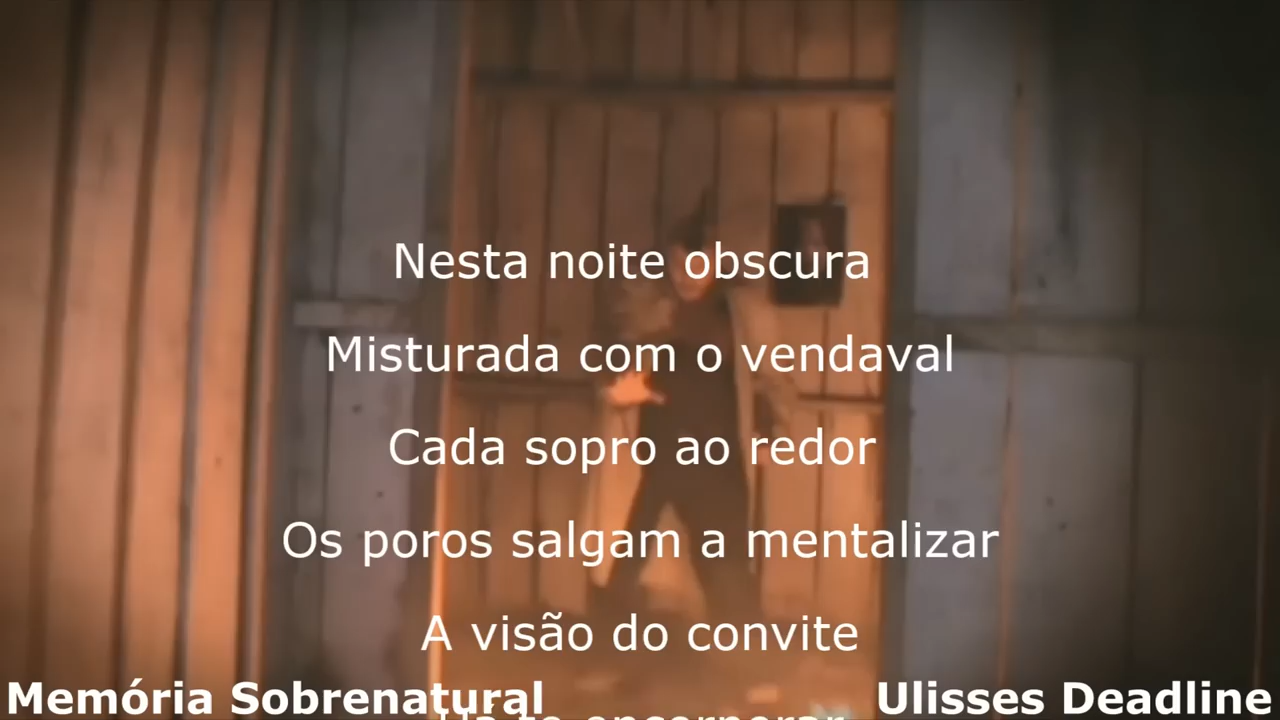 Nesta noite obscura
Misturada com o vendaval
Cada sopro ao redor
Os poros salgam a mentalizar
A visão do convite
Memória Sobrenatural
Ulisses Deadline